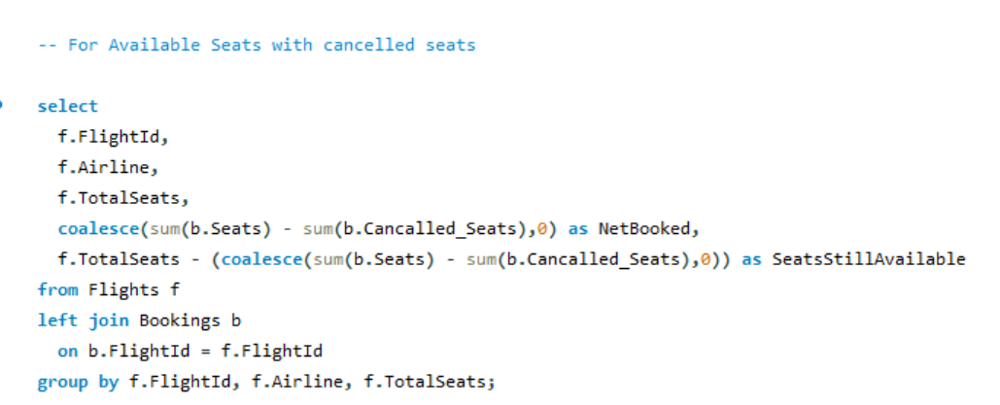 -- For Available Seats with cancelled seats
select
f.FlightId,
f.Airline,
f.TotalSeats,
coalesce(sum(b.Seats) - sum(b.Cancalled_Seats),0) as NetBooked,
f.TotalSeats - (coalesce(sum(b.Seats) - sum(b.Cancalled_Seats),0)) as SeatsStillAvailable
from Flights f
left join Bookings b
on b.FlightId = f.FlightId
group by f.FlightId, f.Airline, f.TotalSeats;